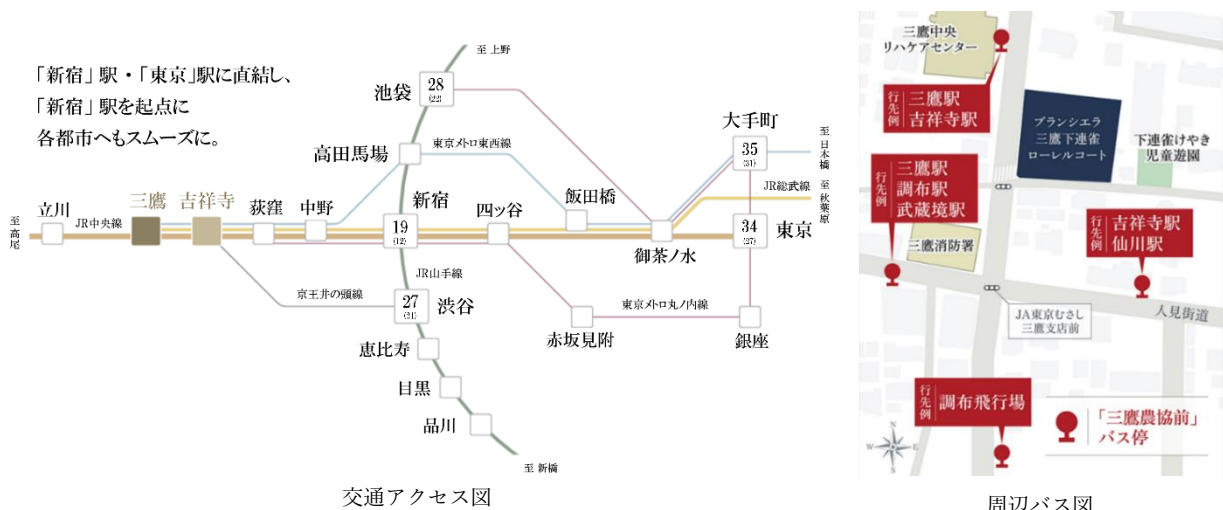 「新宿」駅・「東京」駅に直結し、
「新宿」駅を起点に
各都市へもスムーズに。
至 上野
池袋
28
(22)
高田馬場
東京メトロ東西線
大手町
35
(31)
至 日本橋
新宿
19
(12)
四ッ谷
飯田橋
JR総武線
至 秋葉原
至 高尾
立川
JR中央線
三鷹
吉祥寺
荻窪
中野
御茶ノ水
34
(27)
東京
JR山手線
京王井の頭線
27
(21)
渋谷
東京メトロ丸ノ内線
赤坂見附
銀座
恵比寿
目黒
品川
至 新橋
交通アクセス図
三鷹中央
リハケアセンター
行先例
三鷹駅
吉祥寺駅
ブランシエラ
三鷹下連雀
ローレルコート
下連雀けやき
児童遊園
行先例
三鷹駅
調布駅
武蔵境駅
三鷹消防署
行先例
吉祥寺駅
仙川駅
JA東京むさし
三鷹支店前
人見街道
行先例
調布飛行場
「三鷹農協前」
バス停
N
W
E
S
周辺バス図